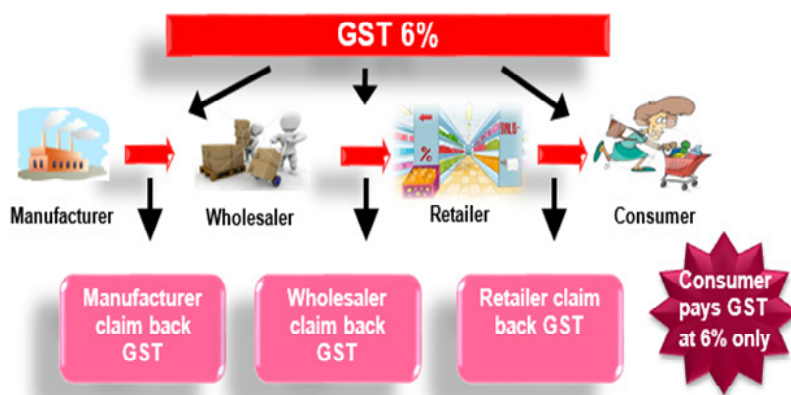 GST 6%
Manufacturer
Wholesaler
Retailer
Consumer
Manufacturer
claim back
GST
Wholesaler
claim back
GST
Retailer claim
back GST
Consumer
pays GST
at 6% only
%